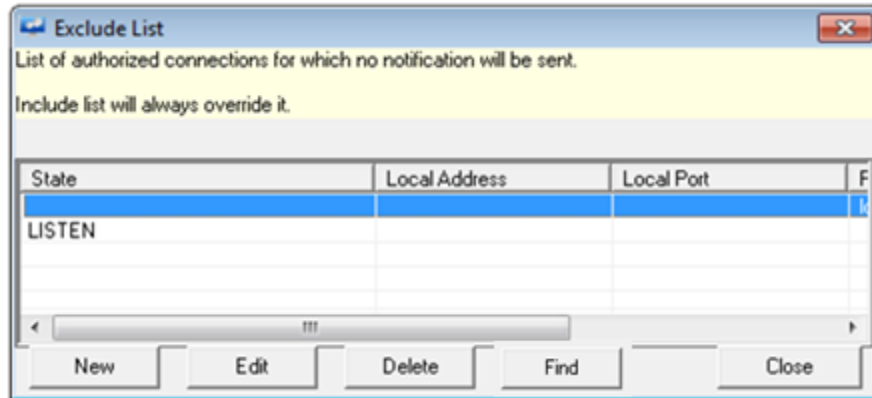 Exclude List
List of authorized connections for which no notification will be sent.
Include list will always override it.
State Local Address Local Port F
LISTEN
New Edit Delete Find Close